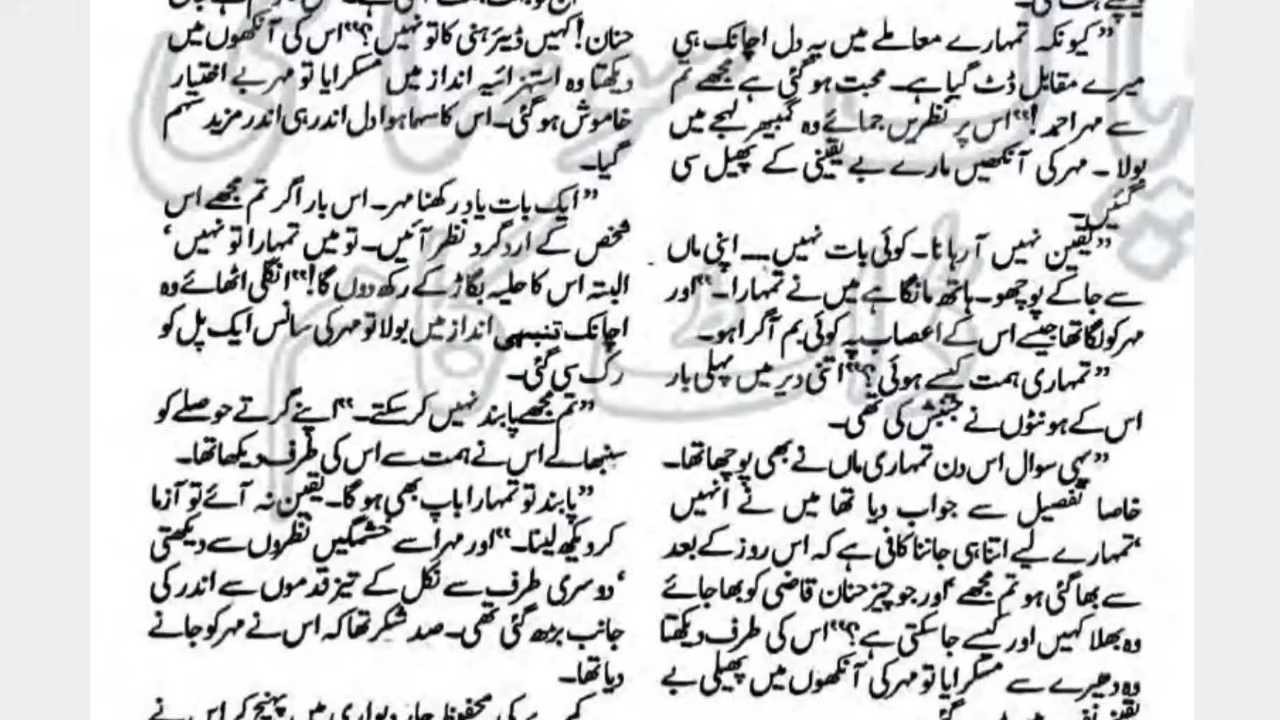 ”کیونکہ تمہارے معاملے میں یہ دل اچانک ہی
میرے مقابل ڈٹ گیا ہے۔ محبت ہو گئی ہے مجھے تم
سے مہر احمد!“ اس پر نظریں جمائے وہ گمبیھر لہجے میں
بولا۔ مہر کی آنکھیں مارے بے یقینی کے پھیل سی
گئیں۔
”یقین نہیں آ رہا نا۔ کوئی بات نہیں ۔۔۔ اپنی ماں
سے جا کے پوچھو۔ ہاتھ مانگا ہے میں نے تمہارا۔“ اور
مہر کو لگا تھا جیسے اس کے اعصاب پہ کوئی بم آ گرا ہو۔
”تمہاری ہمت کیسے ہوئی؟“ اتنی دیر میں پہلی بار
اس کے ہونٹوں نے جنبش کی تھی۔
”یہی سوال اس دن تمہاری ماں نے بھی پوچھا تھا۔
خاصا تفصیل سے جواب دیا تھا میں نے انہیں
‘تمہارے لیے اتنا ہی جاننا کافی ہے کہ اس روز کے بعد
سے بھا گئی ہو تم مجھے‘ اور جو چیز حنان قاضی کو بھا جائے
وہ بھلا کہیں اور کیسے جا سکتی ہے؟“ اس کی طرف دیکھتا
وہ دھیرے سے مسکرایا تو مہر کی آنکھوں میں پھیلی بے
حنان! کہیں ڈیئر ہنی کا تو نہیں؟“ اس کی آنکھوں میں
دیکھتا وہ استہزائیہ انداز میں مسکرایا تو مہر بے اختیار
خاموش ہو گئی۔ اس کا سہما ہوا دل اندر ہی اندر مزید سہم
گیا۔
”ایک بات یاد رکھنا مہر۔ اس بار اگر تم مجھے اس
شخص کے ارد گرد نظر آئیں۔ تو میں تمہارا تو نہیں‘
البتہ اس کا حلیہ بگاڑ کے رکھ دوں گا!“ انگلی اٹھائے وہ
اچانک تنبیہی انداز میں بولا تو مہر کی سانس ایک پل کو
رک سی گئی۔
”تم مجھے پابند نہیں کر سکتے۔“ اپنے گرتے حوصلے کو
سنبھالے اس نے ہمت سے اس کی طرف دیکھا تھا۔
”پابند تو تمہارا باپ بھی ہو گا۔ یقین نہ آئے تو آزما
کر دیکھ لینا۔“ اور مہر اسے خشمگیں نظروں سے دیکھتی
‘دوسری طرف سے نکل کے تیز قدموں سے اندر کی
جانب بڑھ گئی تھی۔ صد شکر تھا کہ اس نے مہر کو جانے
دیا تھا۔